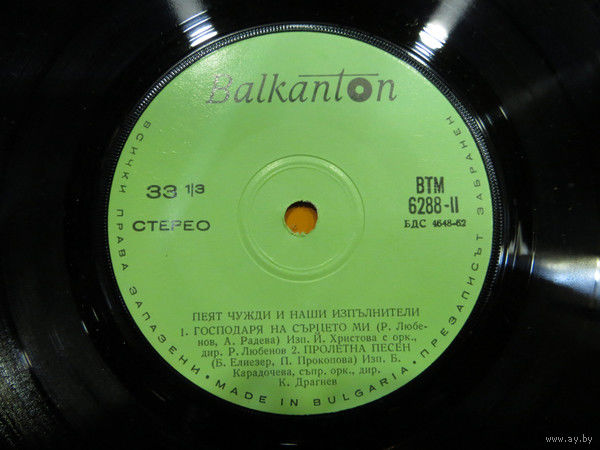 Balkanton
33 1/3
СТЕРЕО
ВТМ
6288-II
БДС 4648-62
ПЕЯТ ЧУЖДИ И НАШИ ИЗПЪЛНИТЕЛИ
1. ГОСПОДАРЯ НА СЪРЦЕТО МИ (Р. Любе-
нов, А. Радева) Изп. Й. Христова с орк.,
дир. Р. Любенов 2. ПРОЛЕТНА ПЕСЕН
(Б. Елиезер, П. Прокопова) Изп. Б.
Карадочева, съпр. орк., дир.
К. Драгнев
ВСИЧКИ ПРАВА ЗАПАЗЕНИ • MADE IN BULGARIA • ПРЕЗАПИСЪТ ЗАБРАНЕН
www.ay.by